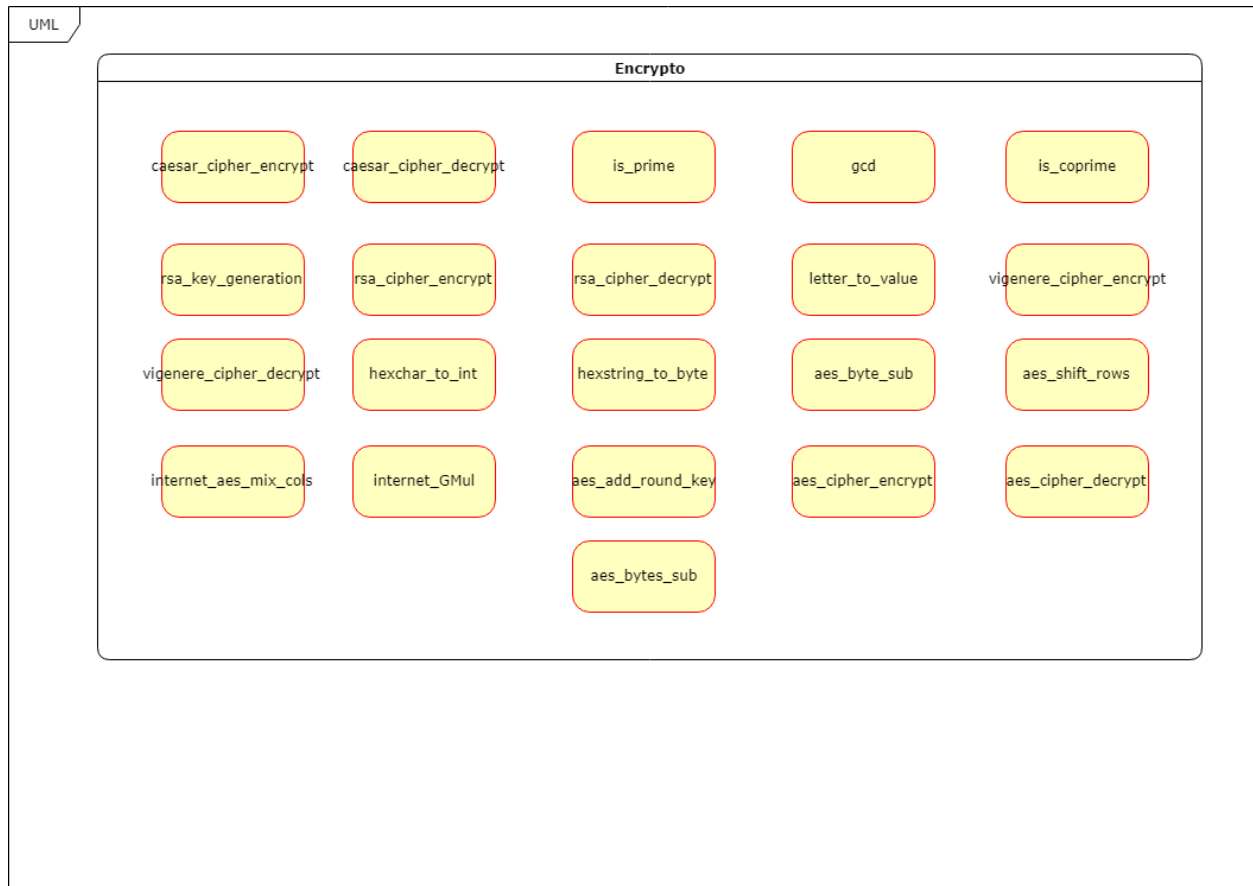 UML
Encrypto
caesar_cipher_encrypt
caesar_cipher_decrypt
is_prime
gcd
is_coprime
rsa_key_generation
rsa_cipher_encrypt
rsa_cipher_decrypt
letter_to_value
vigenere_cipher_encrypt
vigenere_cipher_decrypt
hexchar_to_int
hexstring_to_byte
aes_byte_sub
aes_shift_rows
internet_aes_mix_cols
internet_GMul
aes_add_round_key
aes_cipher_encrypt
aes_cipher_decrypt
aes_bytes_sub